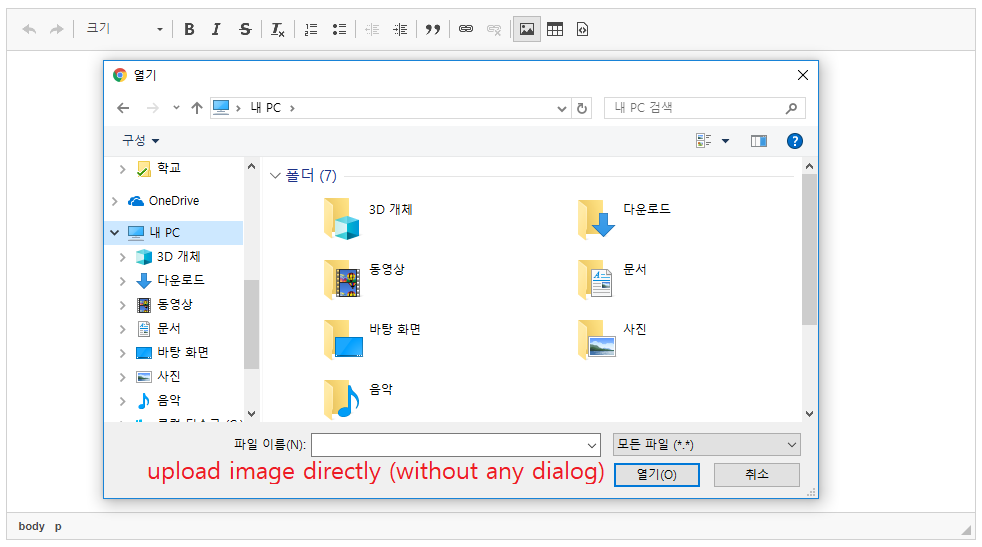 크기
열기
내 PC
내 PC 검색
구성
학교
OneDrive
내 PC
3D 개체
다운로드
동영상
문서
바탕 화면
사진
음악
폴더 (7)
3D 개체
다운로드
동영상
문서
바탕 화면
사진
음악
파일 이름(N):
모든 파일 (*.*)
upload image directly (without any dialog)
열기(O)
취소
body p